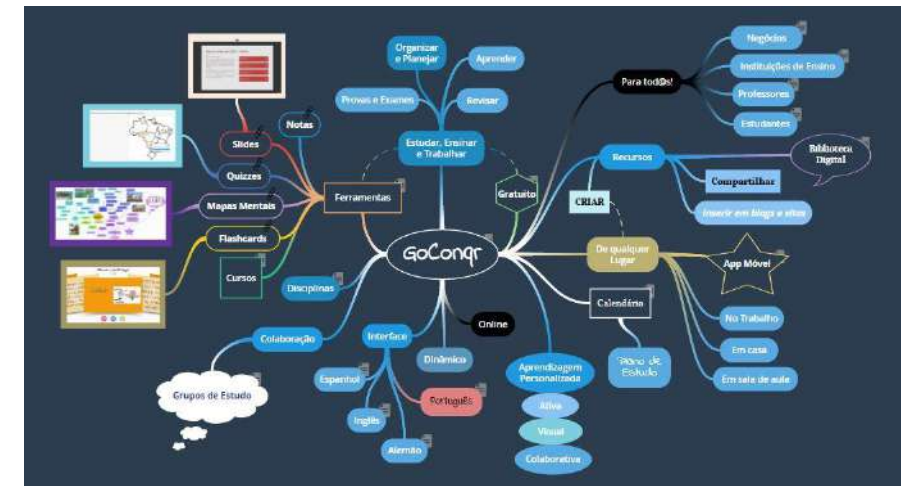 Organizar
e Planejar
Aprender
Provas e Exames
Revisar
Estudar, Ensinar
e Trabalhar
Notas
Slides
Quizzes
Mapas Mentais
Flashcards
Cursos
Ferramentas
Gratuito
Para tod@s!
Negócios
Instituições de Ensino
Professores
Estudantes
Recursos
Biblioteca
Digital
Compartilhar
Inserir em blogs e sites
CRIAR
GoConqr
De qualquer
Lugar
App Móvel
No Trabalho
Em casa
Em sala de aula
Calendário
Plano de
Estudo
Disciplinas
Colaboração
Grupos de Estudo
Interface
Espanhol
Inglês
Alemão
Português
Online
Dinâmico
Aprendizagem
Personalizada
Ativa
Visual
Colaborativa